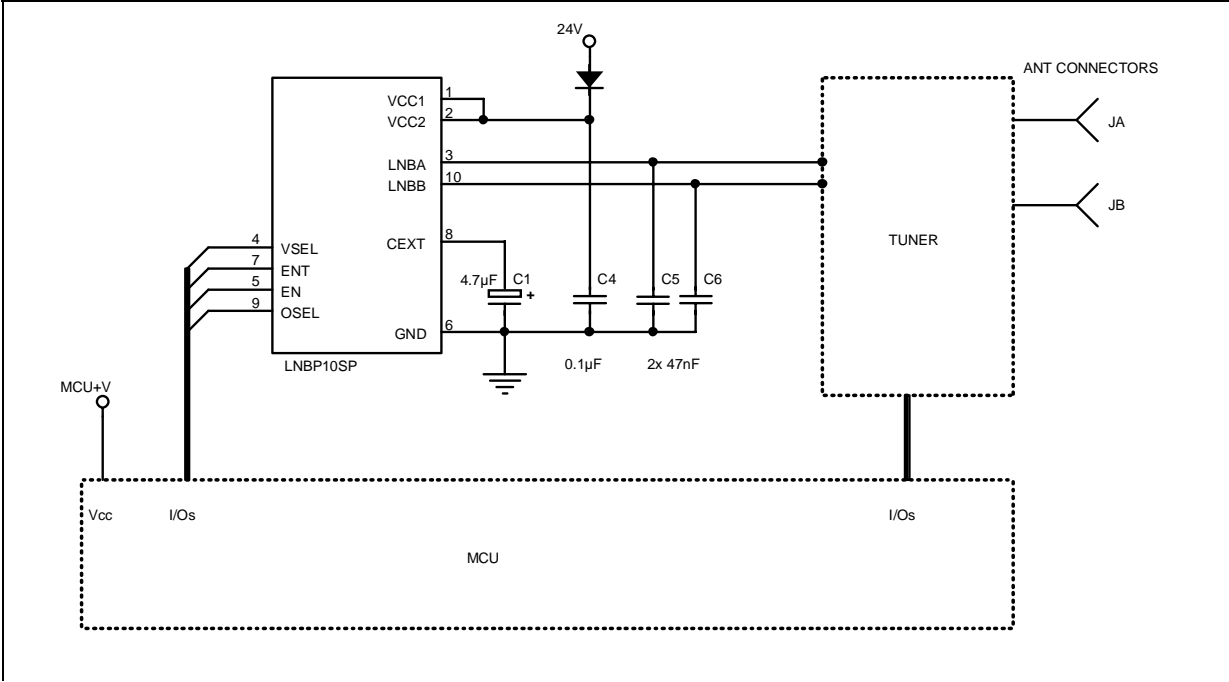 24V
ANT CONNECTORS
VCC1 1
VCC2 2
JA
LNBA 3
LNBB 10
JB
TUNER
4 VSEL
CEXT 8
7 ENT
5 EN
9 OSEL
4.7µF C1
+
C4
C5
C6
GND 6
LNBP10SP
0.1µF
2x 47nF
MCU+V
Vcc
I/Os
I/Os
MCU